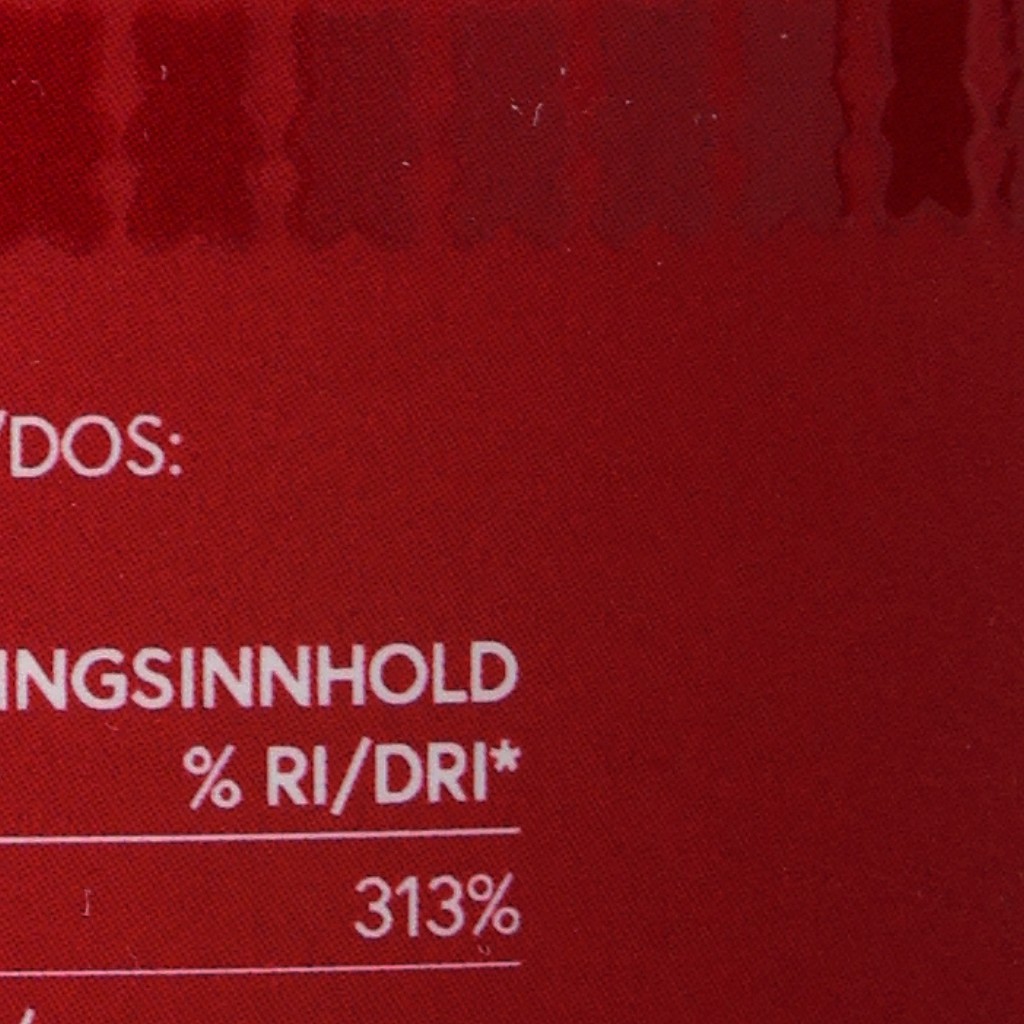 /DOS:
INGSINNHOLD
% RI/DRI*
313%